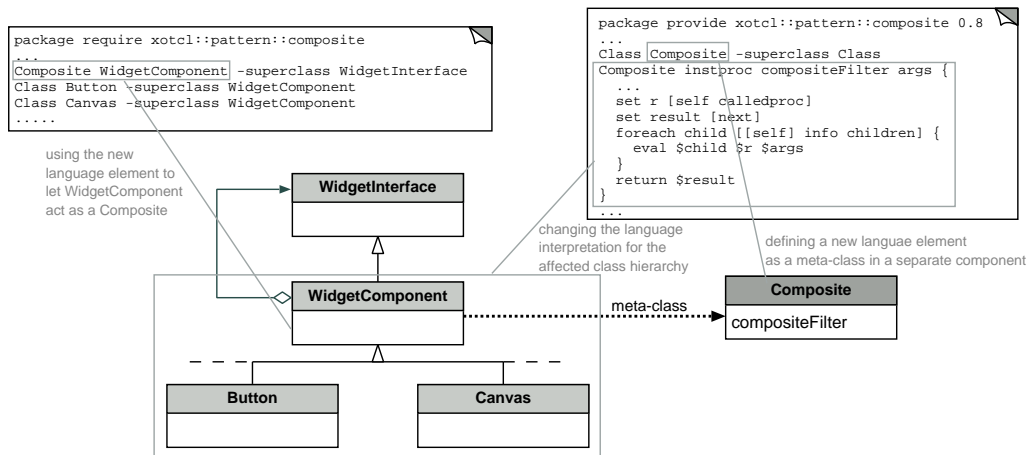 package require xotcl::pattern::composite
...
Composite WidgetComponent -superclass WidgetInterface
Class Button -superclass WidgetComponent
Class Canvas -superclass WidgetComponent
.....
package provide xotcl::pattern::composite 0.8
...
Class Composite -superclass Class
Composite instproc compositeFilter args {
...
set r [self calledproc]
set result [next]
foreach child [[self] info children] {
eval $child $r $args
}
return $result
}
...
using the new
language element to
let WidgetComponent
act as a Composite
WidgetInterface
changing the language
interpretation for the
affected class hierarchy
defining a new languae element
as a meta-class in a separate component
WidgetComponent
meta-class
Composite
compositeFilter
Button
Canvas